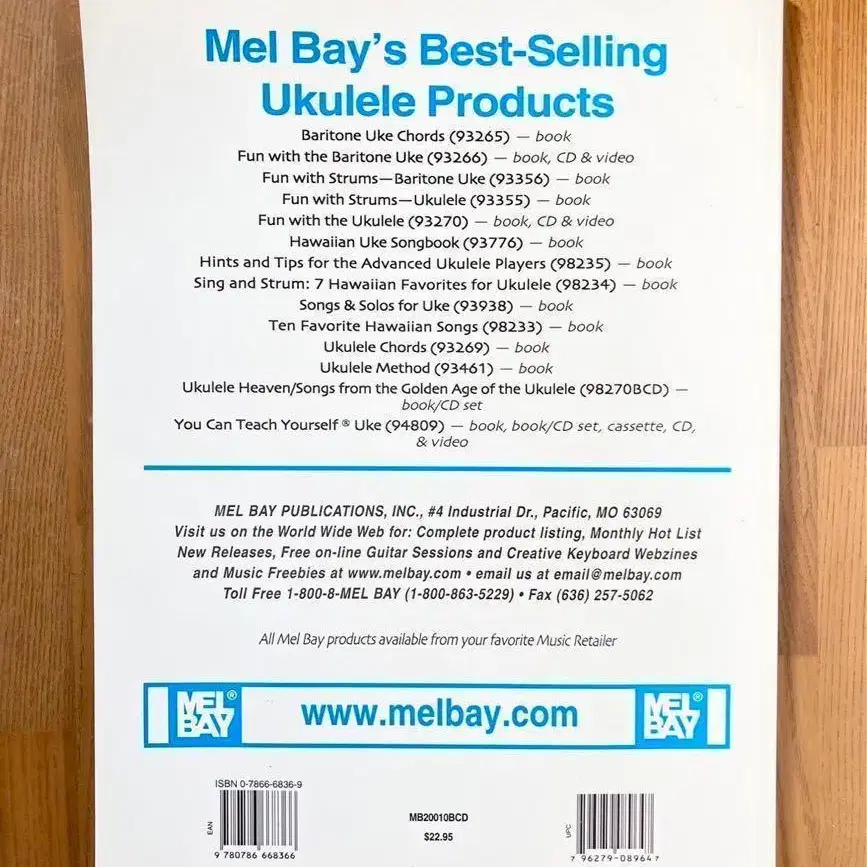 Mel Bay's Best-Selling
Ukulele Products
Baritone Uke Chords (93265) — book
Fun with the Baritone Uke (93266) — book, CD & video
Fun with Strums—Baritone Uke (93356) — book
Fun with Strums—Ukulele (93355) — book
Fun with the Ukulele (93270) — book, CD & video
Hawaiian Uke Songbook (93776) — book
Hints and Tips for the Advanced Ukulele Players (98235) — book
Sing and Strum: 7 Hawaiian Favorites for Ukulele (98234) — book
Songs & Solos for Uke (93938) — book
Ten Favorite Hawaiian Songs (98233) — book
Ukulele Chords (93269) — book
Ukulele Method (93461) — book
Ukulele Heaven/Songs from the Golden Age of the Ukulele (98270BCD) —
book/CD set
You Can Teach Yourself ® Uke (94809) — book, book/CD set, cassette, CD,
& video
MEL BAY PUBLICATIONS, INC., #4 Industrial Dr., Pacific, MO 63069
Visit us on the World Wide Web for: Complete product listing, Monthly Hot List
New Releases, Free on-line Guitar Sessions and Creative Keyboard Webzines
and Music Freebies at www.melbay.com • email us at email@melbay.com
Toll Free 1-800-8-MEL BAY (1-800-863-5229) • Fax (636) 257-5062
All Mel Bay products available from your favorite Music Retailer
MEL®
BAY
www.melbay.com
MEL®
BAY
ISBN 0-7866-6836-9
EAN
9 780786 668366
MB20010BCD
$22.95
UPC
7 96279-08964 7